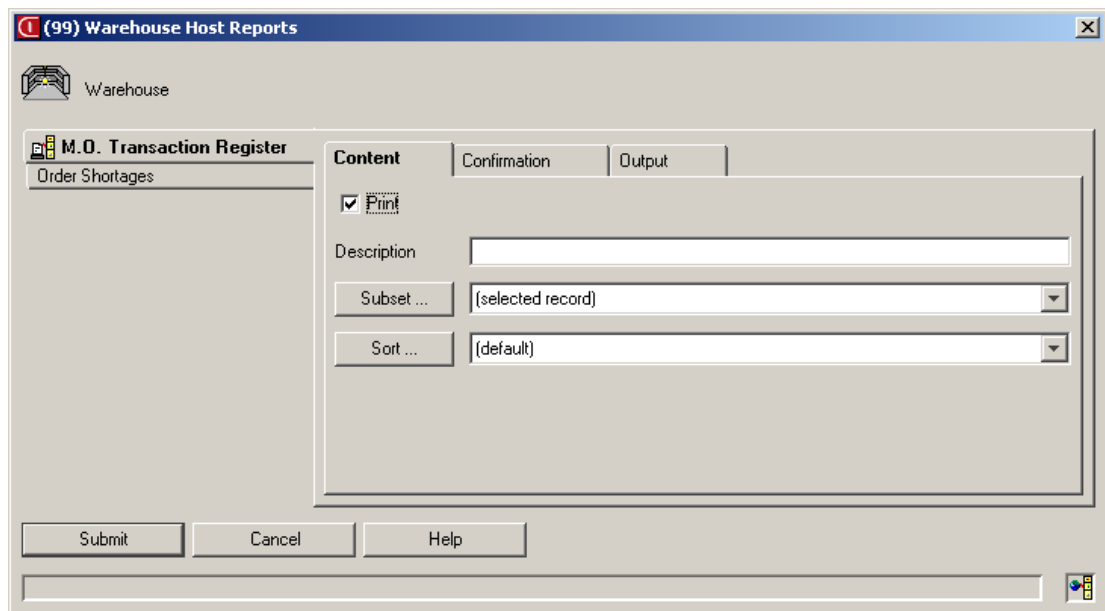 (99) Warehouse Host Reports
Warehouse
M.O. Transaction Register
Order Shortages
Content Confirmation Output
Print
Description
Subset ... (selected record)
Sort ... (default)
Submit Cancel Help